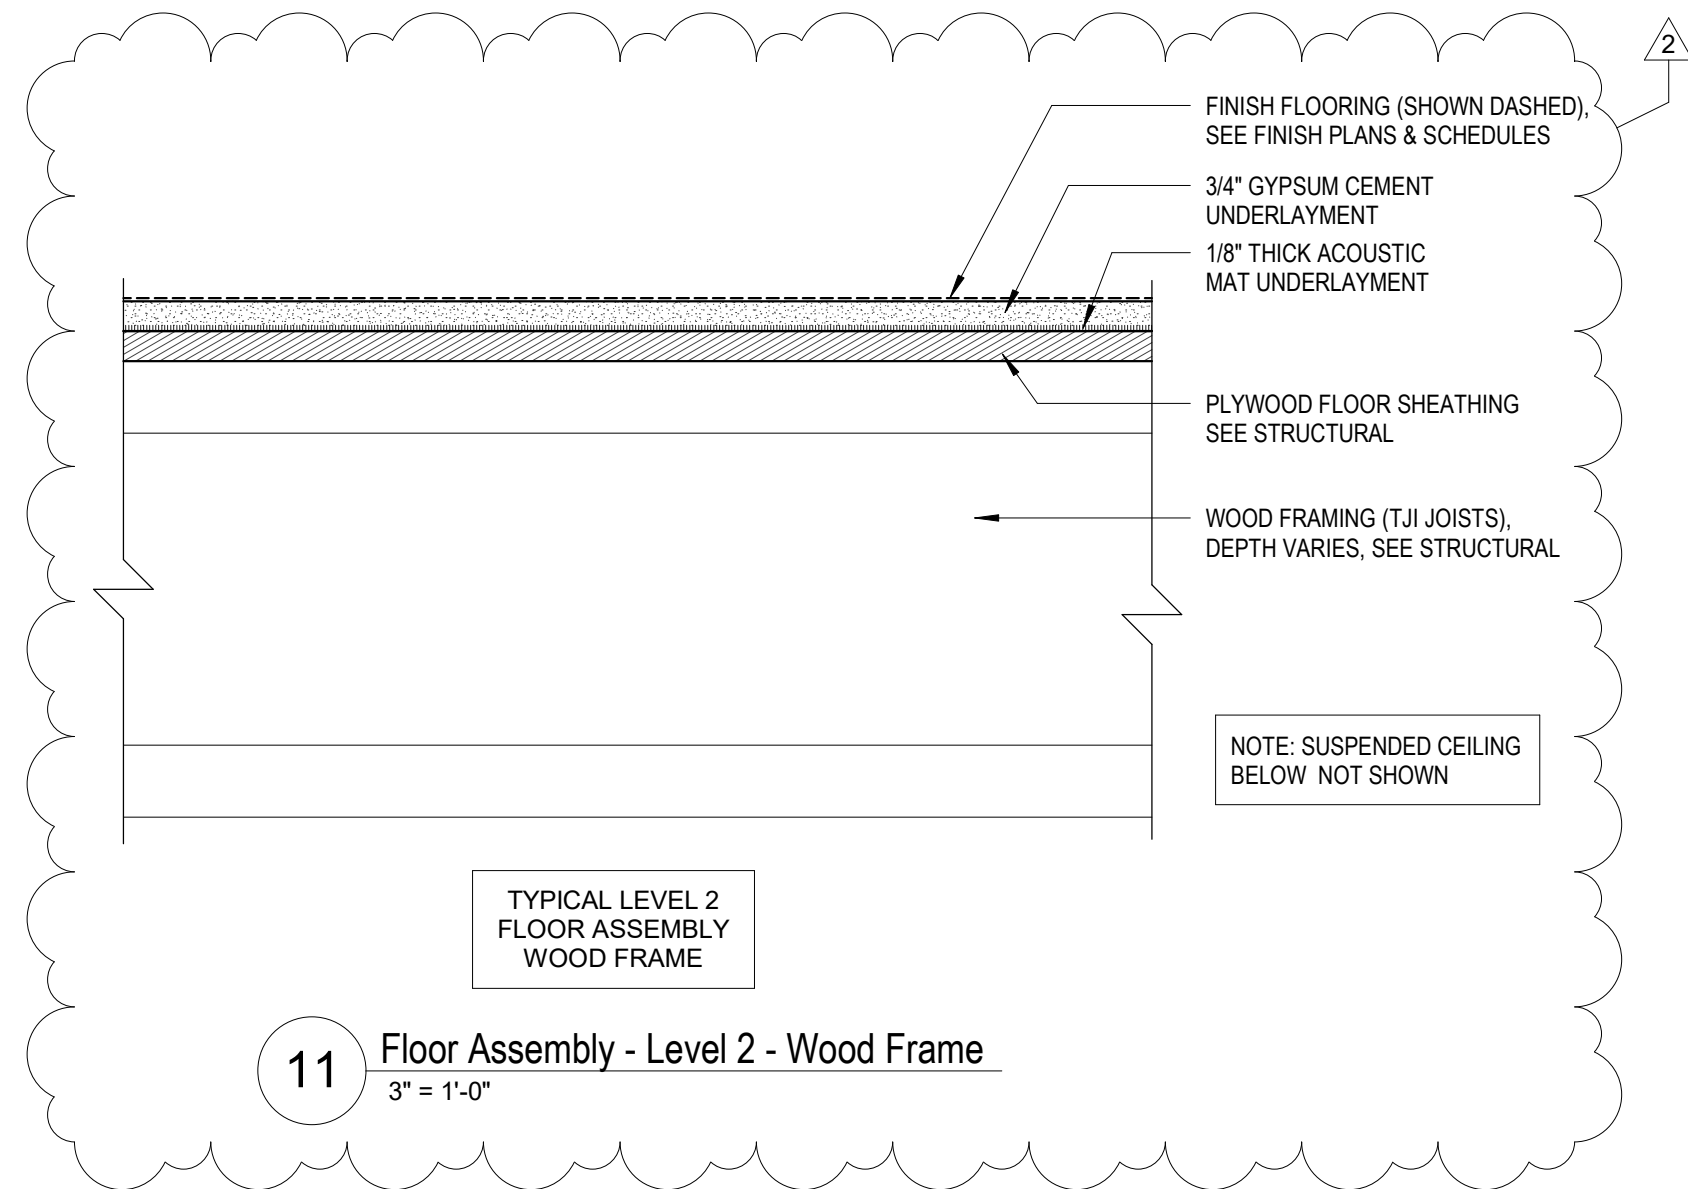 2
FINISH FLOORING (SHOWN DASHED),
SEE FINISH PLANS & SCHEDULES
3/4" GYPSUM CEMENT
UNDERLAYMENT
1/8" THICK ACOUSTIC
MAT UNDERLAYMENT
PLYWOOD FLOOR SHEATHING
SEE STRUCTURAL
WOOD FRAMING (TJI JOISTS),
DEPTH VARIES, SEE STRUCTURAL
NOTE: SUSPENDED CEILING
BELOW  NOT SHOWN
TYPICAL LEVEL 2
FLOOR ASSEMBLY
WOOD FRAME
11
Floor Assembly - Level 2 - Wood Frame
3" = 1'-0"